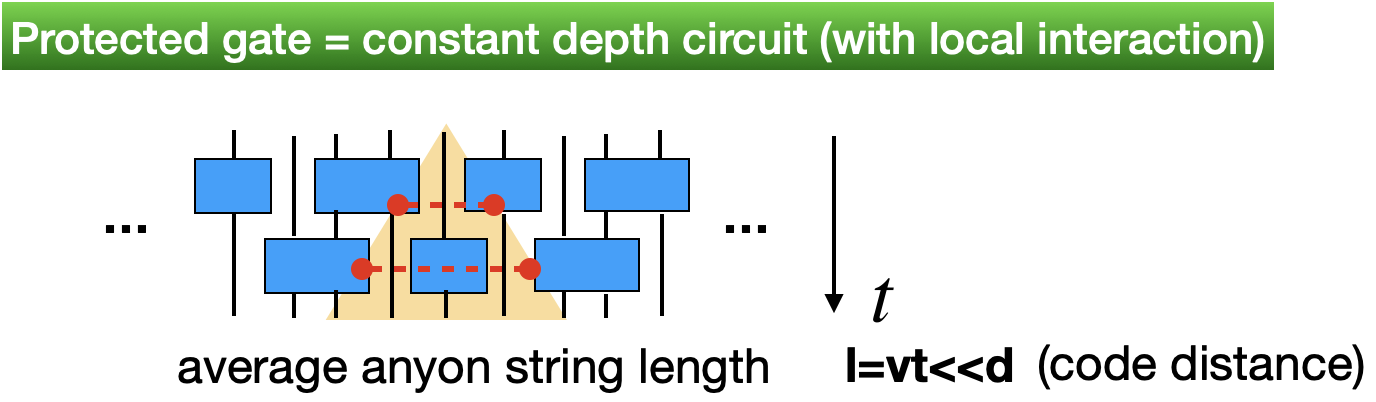 Protected gate = constant depth circuit (with local interaction)
... ...
t
average anyon string length l=vt<<d (code distance)